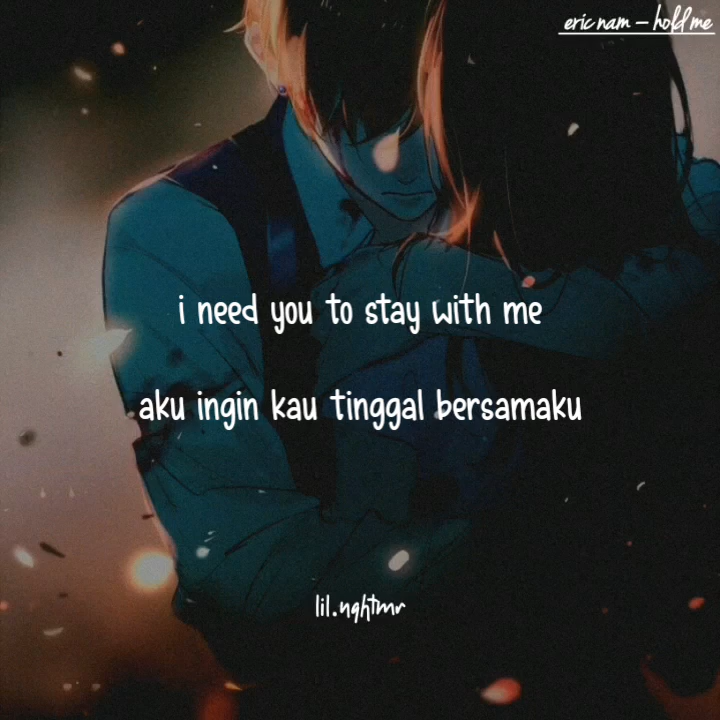 eric nam - hold me
i need you to stay with me
aku ingin kau tinggal bersamaku
lil.nghtmr